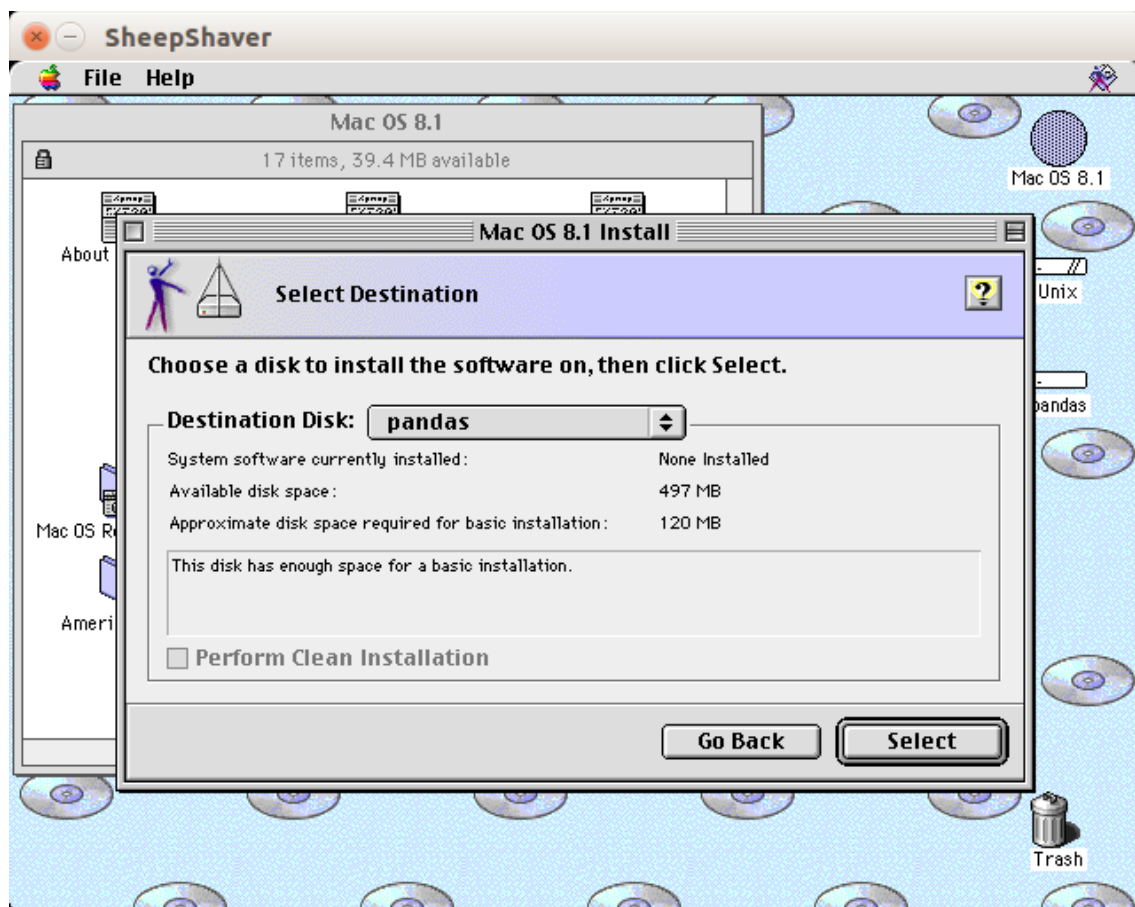 SheepShaver
File Help
Mac OS 8.1
17 items, 39.4 MB available
Mac OS 8.1
About
Mac OS 8.1 Install
Unix
Select Destination
?
Choose a disk to install the software on, then click Select.
pandas
Destination Disk: pandas
System software currently installed: None Installed
Available disk space: 497 MB
Approximate disk space required for basic installation: 120 MB
Mac OS R
This disk has enough space for a basic installation.
Ameri
Perform Clean Installation
Go Back Select
Trash